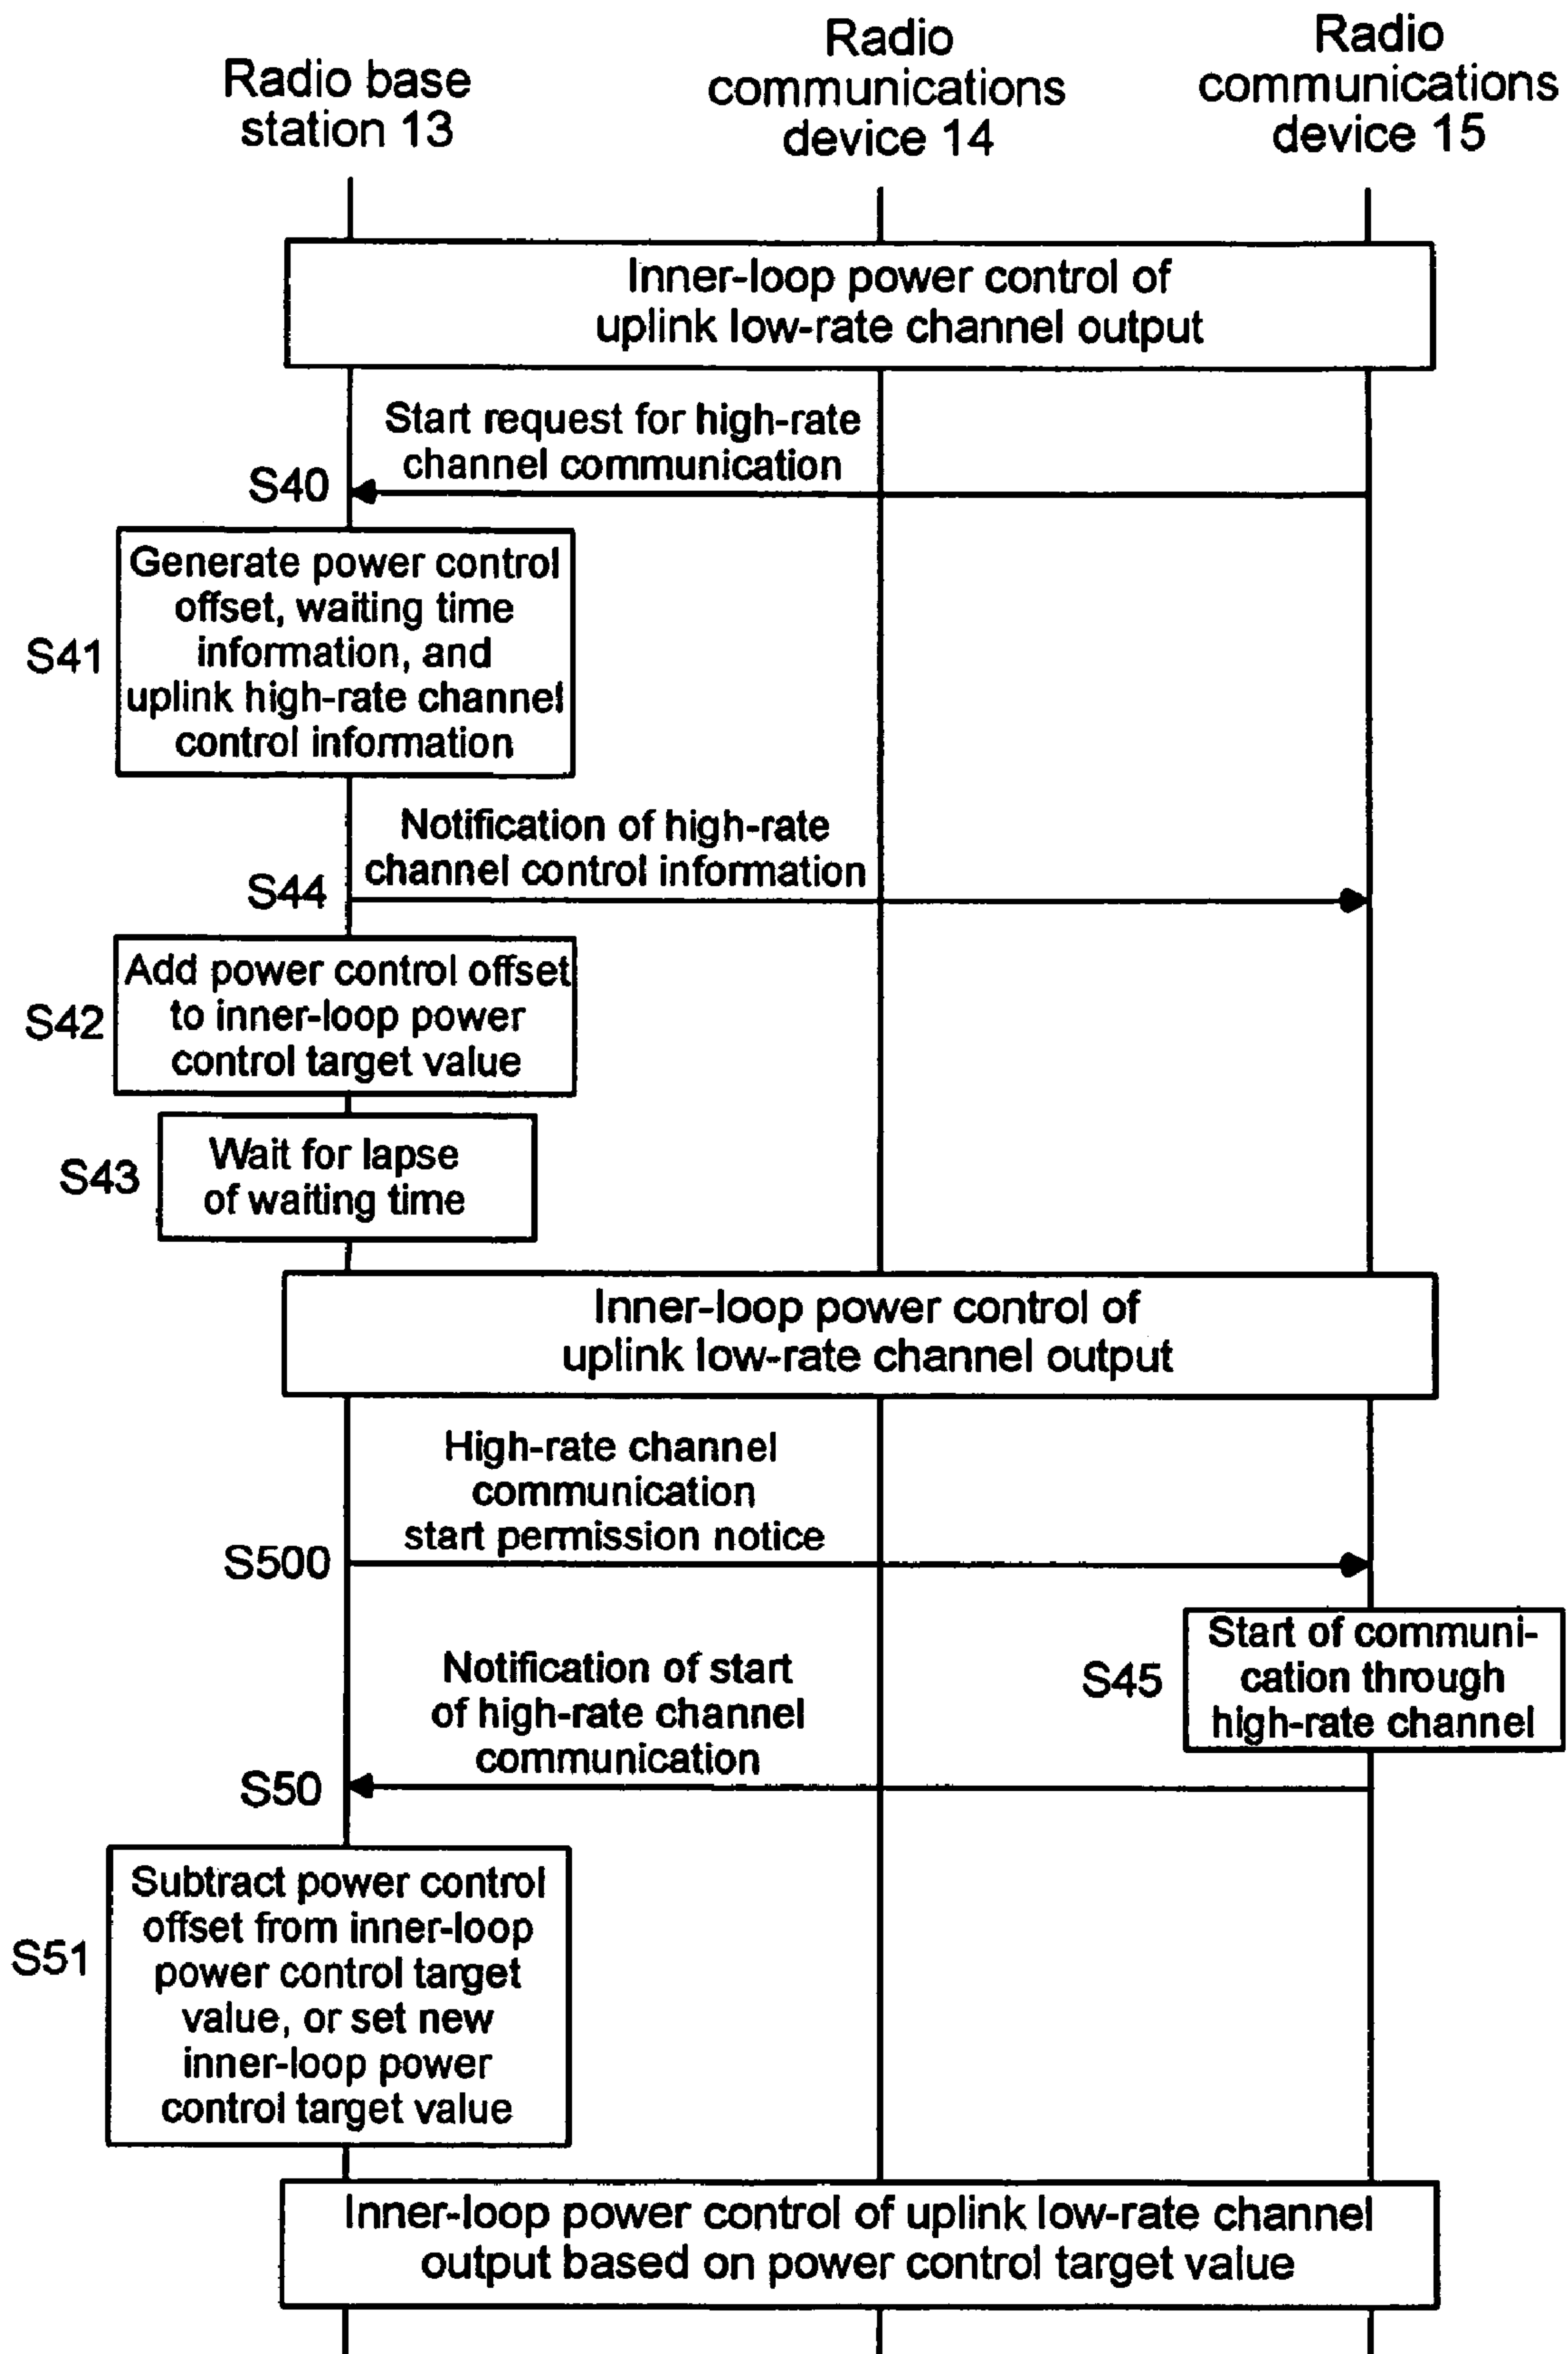 Radio base
station 13
Radio
communications
device 14
Radio
communications
device 15
Inner-loop power control of
uplink low-rate channel output
Start request for high-rate
channel communication
S40
Generate power control
offset, waiting time
information, and
uplink high-rate channel
control information
S41
Notification of high-rate
channel control information
S44
Add power control offset
to inner-loop power
control target value
S42
Wait for lapse
of waiting time
S43
Inner-loop power control of
uplink low-rate channel output
High-rate channel
communication
start permission notice
S500
Start of communi-
cation through
high-rate channel
S45
Notification of start
of high-rate channel
communication
S50
Subtract power control
offset from inner-loop
power control target
value, or set new
inner-loop power
control target value
S51
Inner-loop power control of uplink low-rate channel
output based on power control target value